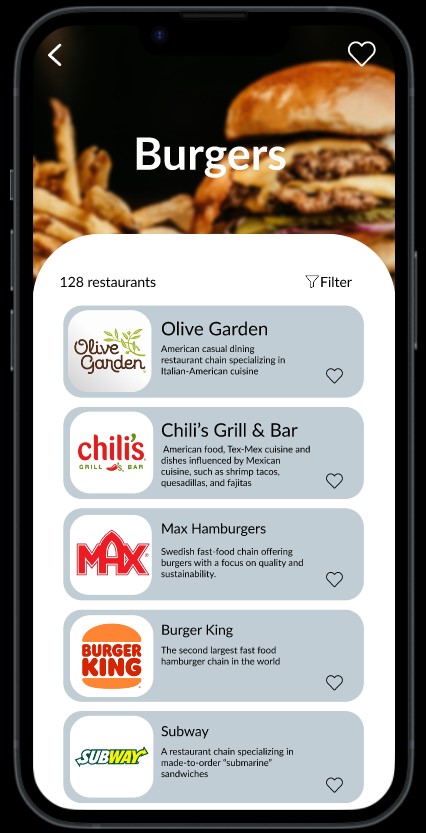 Burgers
128 restaurants
Filter
Olive Garden
Olive
Garden
American casual dining
restaurant chain specializing in
Italian-American cuisine
Chili's Grill & Bar
chili's
GRILL & BAR
American food, Tex-Mex cuisine and
dishes influenced by Mexican
cuisine, such as shrimp tacos,
quesadillas, and fajitas
Max Hamburgers
MAX
Swedish fast-food chain offering
burgers with a focus on quality and
sustainability.
Burger King
BURGER
KING
The second largest fast food
hamburger chain in the world
Subway
SUBWAY
A restaurant chain specializing in
made-to-order "submarine"
sandwiches